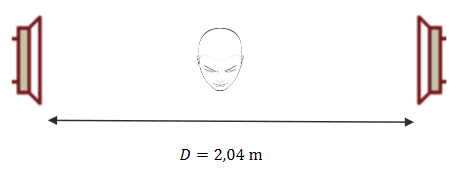 D = 2,04 m